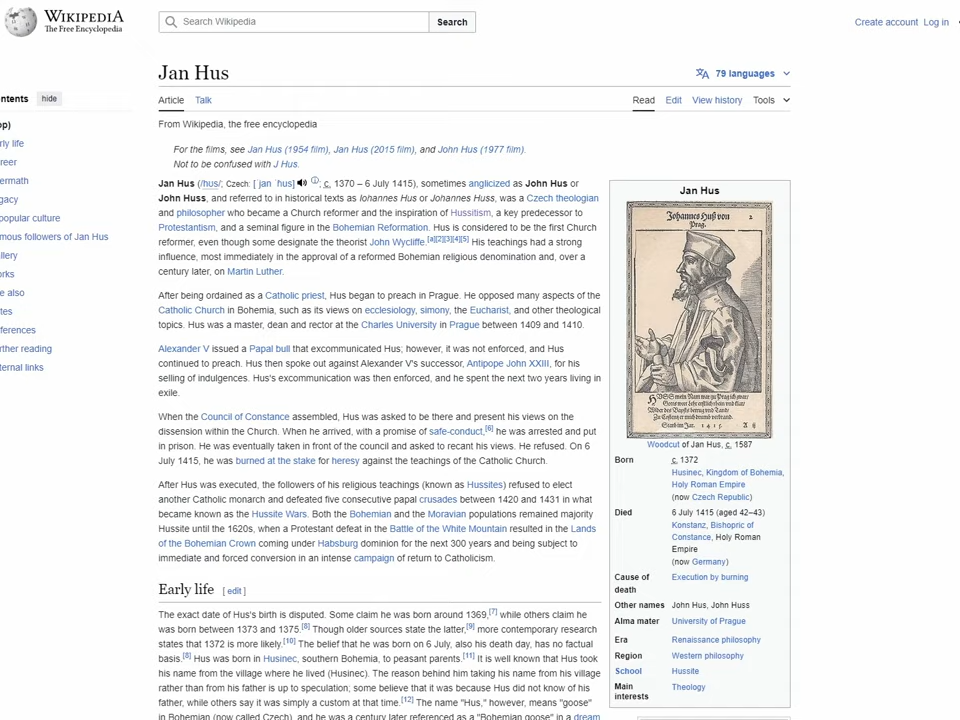 WIKIPEDIA
The Free Encyclopedia
Search Wikipedia
Search
Create account Log in
ntents hide
op)
rly life
reer
ermath
gacy
popular culture
mous followers of Jan Hus
llery
orks
e also
tes
ferences
rther reading
ternal links
Jan Hus
79 languages
Article Talk
Read Edit View history Tools
From Wikipedia, the free encyclopedia
For the films, see Jan Hus (1954 film), Jan Hus (2015 film), and John Hus (1977 film).
Not to be confused with J Hus.
Jan Hus (/hʊs/; Czech: [ˈjan ˈhus] ⓘ; c. 1370 – 6 July 1415), sometimes anglicized as John Hus or
John Huss, and referred to in historical texts as Iohannes Hus or Johannes Huss, was a Czech theologian
and philosopher who became a Church reformer and the inspiration of Hussitism, a key predecessor to
Protestantism, and a seminal figure in the Bohemian Reformation. Hus is considered to be the first Church
reformer, even though some designate the theorist John Wycliffe.[a][2][3][4][5] His teachings had a strong
influence, most immediately in the approval of a reformed Bohemian religious denomination and, over a
century later, on Martin Luther.
After being ordained as a Catholic priest, Hus began to preach in Prague. He opposed many aspects of the
Catholic Church in Bohemia, such as its views on ecclesiology, simony, the Eucharist, and other theological
topics. Hus was a master, dean and rector at the Charles University in Prague between 1409 and 1410.
Alexander V issued a Papal bull that excommunicated Hus; however, it was not enforced, and Hus
continued to preach. Hus then spoke out against Alexander V's successor, Antipope John XXIII, for his
selling of indulgences. Hus's excommunication was then enforced, and he spent the next two years living in
exile.
When the Council of Constance assembled, Hus was asked to be there and present his views on the
dissension within the Church. When he arrived, with a promise of safe-conduct,[6] he was arrested and put
in prison. He was eventually taken in front of the council and asked to recant his views. He refused. On 6
July 1415, he was burned at the stake for heresy against the teachings of the Catholic Church.
After Hus was executed, the followers of his religious teachings (known as Hussites) refused to elect
another Catholic monarch and defeated five consecutive papal crusades between 1420 and 1431 in what
became known as the Hussite Wars. Both the Bohemian and the Moravian populations remained majority
Hussite until the 1620s, when a Protestant defeat in the Battle of the White Mountain resulted in the Lands
of the Bohemian Crown coming under Habsburg dominion for the next 300 years and being subject to
immediate and forced conversion in an intense campaign of return to Catholicism.
Early life [ edit ]
The exact date of Hus's birth is disputed. Some claim he was born around 1369,[7] while others claim he
was born between 1373 and 1375.[8] Though older sources state the latter,[9] more contemporary research
states that 1372 is more likely.[10] The belief that he was born on 6 July, also his death day, has no factual
basis.[8] Hus was born in Husinec, southern Bohemia, to peasant parents.[11] It is well known that Hus took
his name from the village where he lived (Husinec). The reason behind him taking his name from his village
rather than from his father is up to speculation; some believe that it was because Hus did not know of his
father, while others say it was simply a custom at that time.[12] The name "Hus," however, means "goose"
in Bohemian (now called Czech), and he was a century later referenced as a "Bohemian goose" in a dream
Jan Hus
Johannes Huß von
Prag.
Woodcut of Jan Hus, c. 1587
Born c. 1372
Husinec, Kingdom of Bohemia,
Holy Roman Empire
(now Czech Republic)
Died 6 July 1415 (aged 42–43)
Konstanz, Bishopric of
Constance, Holy Roman
Empire
(now Germany)
Cause of Execution by burning
death
Other names John Hus, John Huss
Alma mater University of Prague
Era Renaissance philosophy
Region Western philosophy
School Hussite
Main Theology
interests